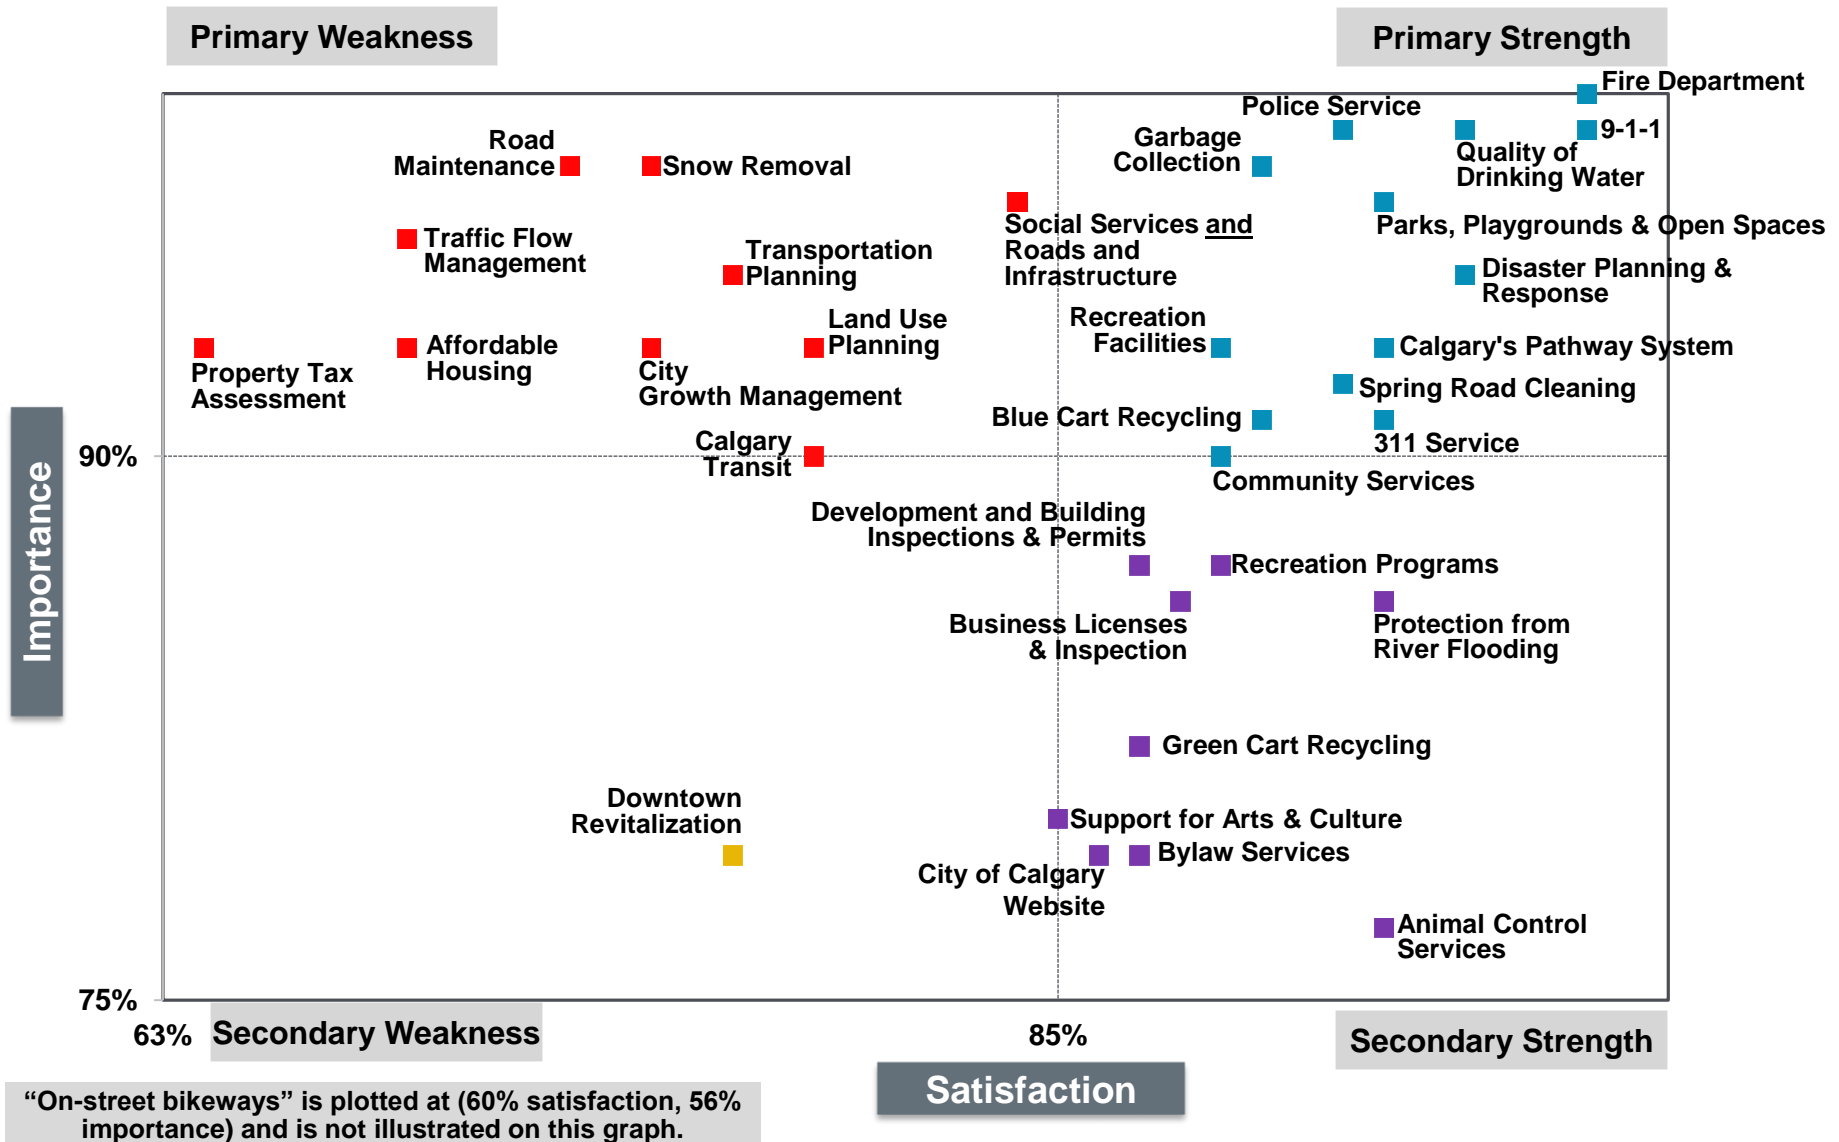 Primary Weakness
Primary Strength
Fire Department
Police Service
9-1-1
Garbage
Collection
Quality of
Drinking Water
Road
Maintenance
Snow Removal
Social Services and
Roads and
Infrastructure
Parks, Playgrounds & Open Spaces
Traffic Flow
Management
Transportation
Planning
Disaster Planning &
Response
Land Use
Planning
Recreation
Facilities
Calgary's Pathway System
Property Tax
Assessment
Affordable
Housing
City
Growth Management
Spring Road Cleaning
Blue Cart Recycling
311 Service
Calgary
Transit
90%
Community Services
Importance
Development and Building
Inspections & Permits
Recreation Programs
Business Licenses
& Inspection
Protection from
River Flooding
Green Cart Recycling
Downtown
Revitalization
Support for Arts & Culture
Bylaw Services
City of Calgary
Website
Animal Control
Services
75%
63%
Secondary Weakness
85%
Secondary Strength
Satisfaction
“On-street bikeways” is plotted at (60% satisfaction, 56%
importance) and is not illustrated on this graph.